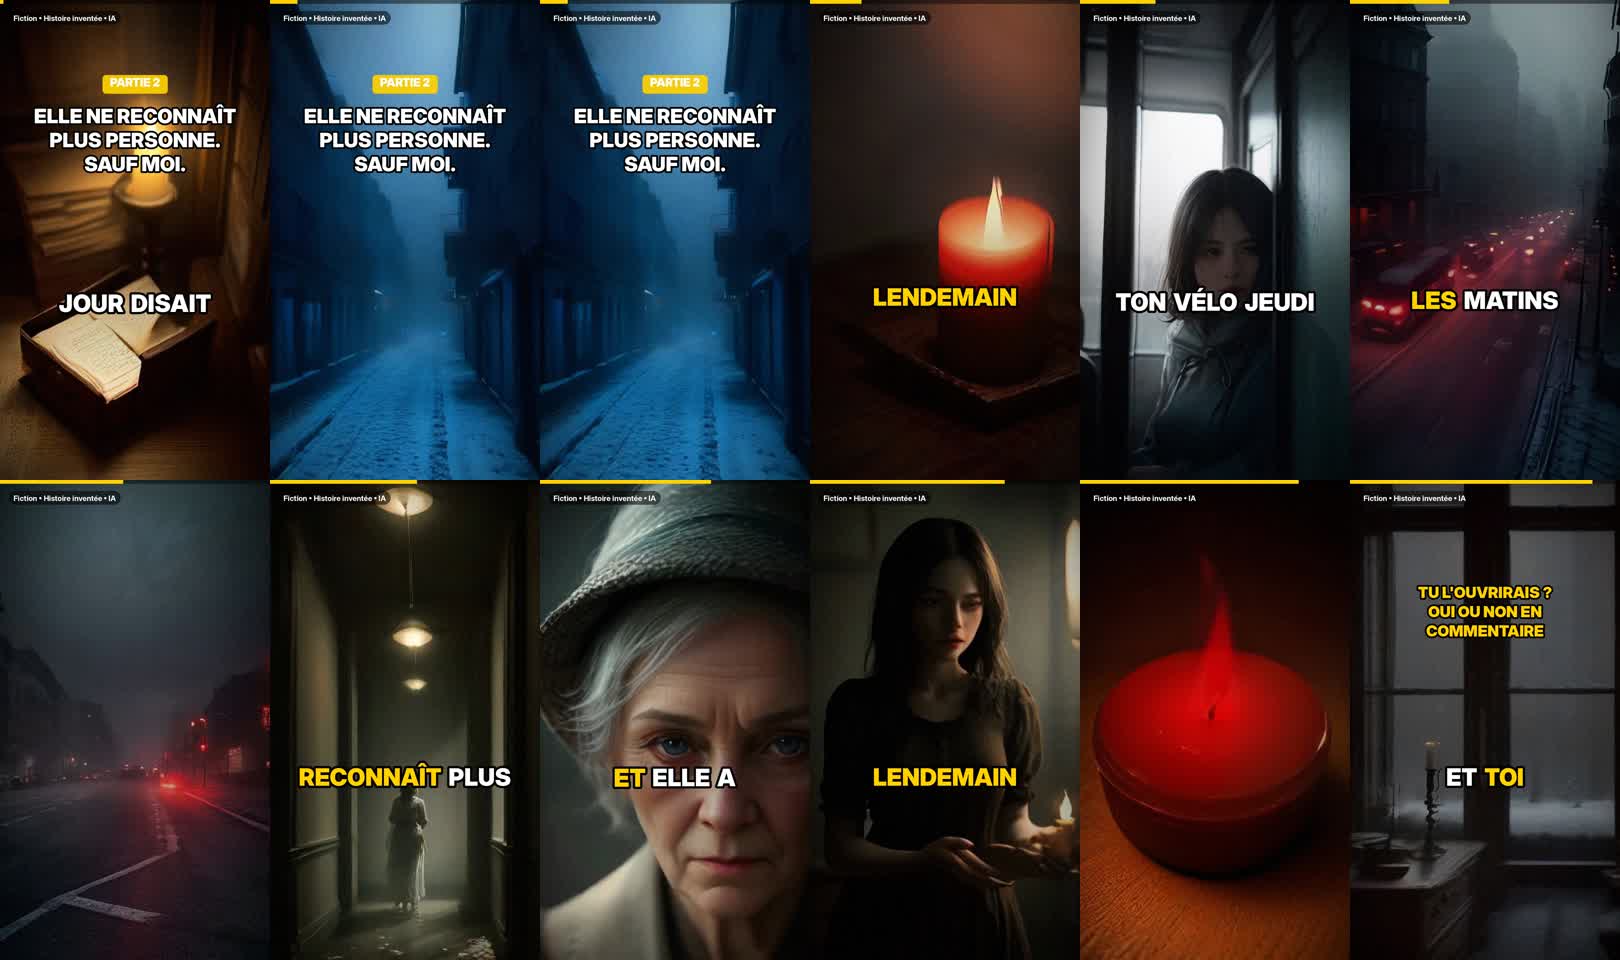 Fiction • Histoire inventée • IA
PARTIE 2
ELLE NE RECONNAÎT
PLUS PERSONNE.
SAUF MOI.
JOUR DISAIT
Fiction • Histoire inventée • IA
PARTIE 2
ELLE NE RECONNAÎT
PLUS PERSONNE.
SAUF MOI.
Fiction • Histoire inventée • IA
PARTIE 2
ELLE NE RECONNAÎT
PLUS PERSONNE.
SAUF MOI.
Fiction • Histoire inventée • IA
LENDEMAIN
Fiction • Histoire inventée • IA
TON VÉLO JEUDI
Fiction • Histoire inventée • IA
LES MATINS
Fiction • Histoire inventée • IA
Fiction • Histoire inventée • IA
RECONNAÎT PLUS
Fiction • Histoire inventée • IA
ET ELLE A
Fiction • Histoire inventée • IA
LENDEMAIN
Fiction • Histoire inventée • IA
Fiction • Histoire inventée • IA
TU L'OUVRIRAIS ?
OUI OU NON EN
COMMENTAIRE
ET TOI